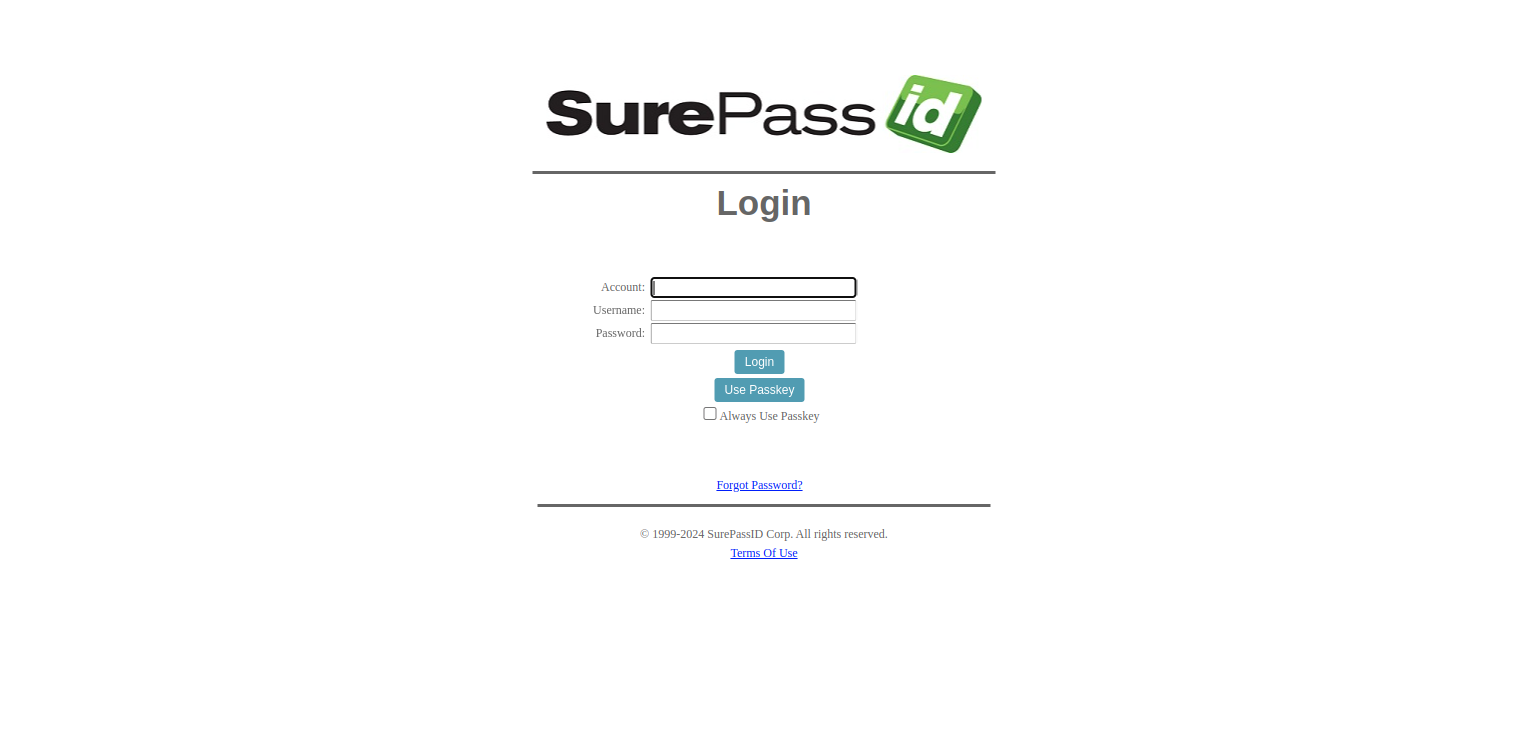 SurePass id
Login
Account:
Username:
Password:
Login
Use Passkey
Always Use Passkey
Forgot Password?
© 1999-2024 SurePassID Corp. All rights reserved.
Terms Of Use